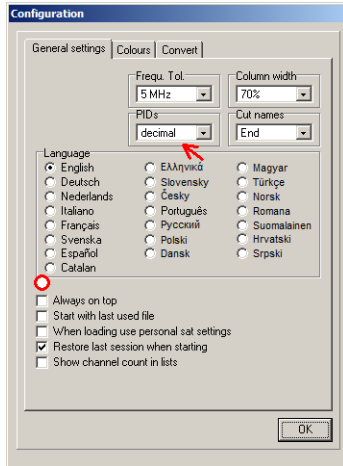 Configuration
General settings Colours Convert
Frequ. Tol. Column width
5 MHz 70%
PIDs Cut names
decimal End
Language
English Ελληνικά Magyar
Deutsch Slovensky Türkçe
Nederlands Česky Norsk
Italiano Português Romana
Français Русский Suomalainen
Svenska Polski Hrvatski
Español Dansk Srpski
Catalan
Always on top
Start with last used file
When loading use personal sat settings
Restore last session when starting
Show channel count in lists
OK